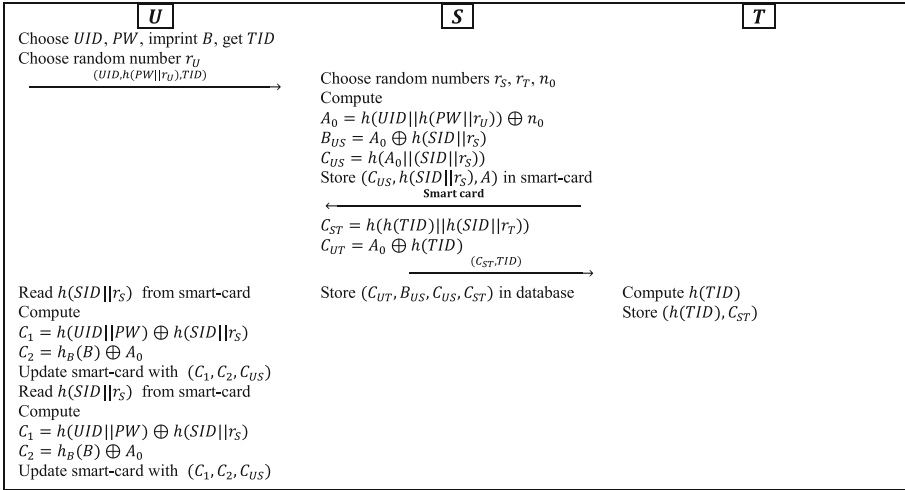 U
S
T
Choose UID, PW, imprint B, get TID
Choose random number r_U
(UID,h(PW||r_U),TID)
Choose random numbers r_S, r_T, n_0
Compute
A_0 = h(UID||h(PW||r_U)) ⊕ n_0
B_US = A_0 ⊕ h(SID||r_S)
C_US = h(A_0||(SID||r_S))
Store (C_US, h(SID||r_S), A) in smart-card
Smart card
C_ST = h(h(TID)||h(SID||r_T))
C_UT = A_0 ⊕ h(TID)
(C_ST,TID)
Read h(SID||r_S) from smart-card
Store (C_UT, B_US, C_US, C_ST) in database
Compute h(TID)
Compute
Store (h(TID), C_ST)
C_1 = h(UID||PW) ⊕ h(SID||r_S)
C_2 = h_B(B) ⊕ A_0
Update smart-card with (C_1, C_2, C_US)
Read h(SID||r_S) from smart-card
Compute
C_1 = h(UID||PW) ⊕ h(SID||r_S)
C_2 = h_B(B) ⊕ A_0
Update smart-card with (C_1, C_2, C_US)